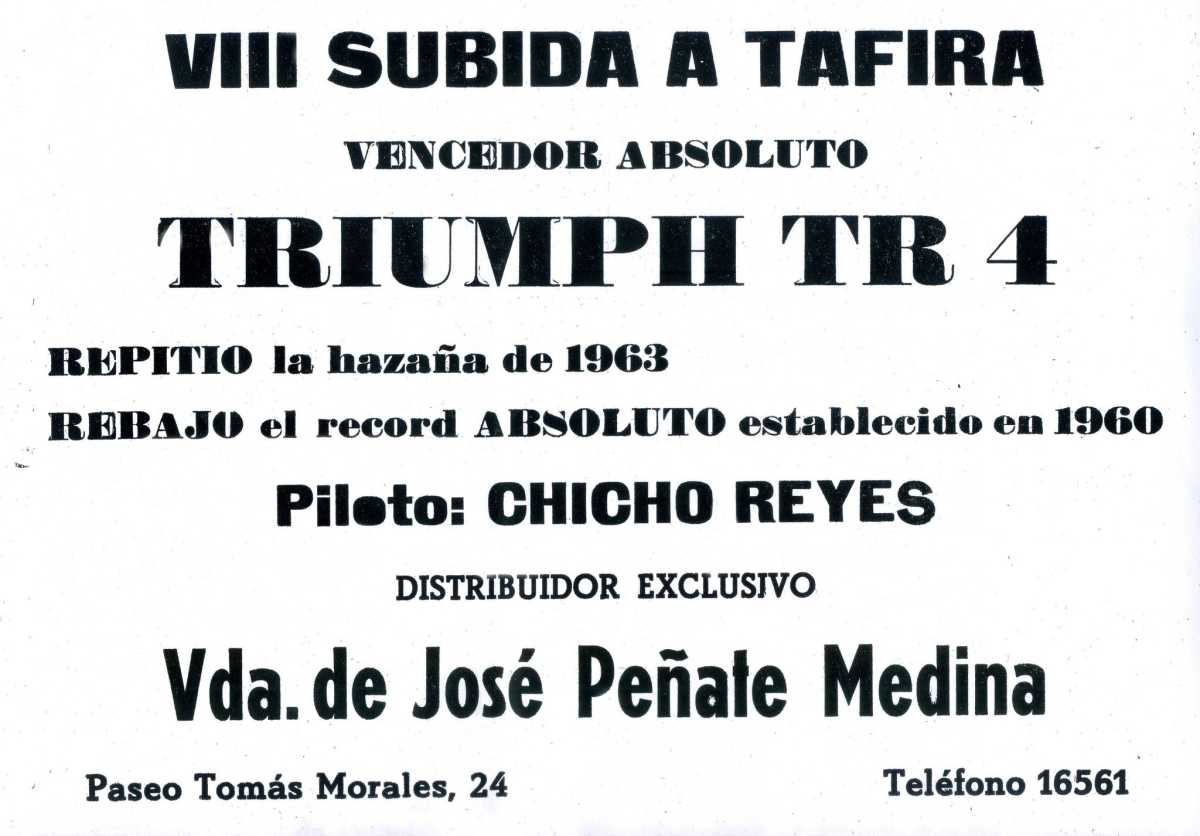 VIII SUBIDA A TAFIRA
VENCEDOR ABSOLUTO
TRIUMPH TR 4
REPITIO la hazaña de 1963
REBAJO el record ABSOLUTO establecido en 1960
Piloto: CHICHO REYES
DISTRIBUIDOR EXCLUSIVO
Vda. de José Peñate Medina
Paseo Tomás Morales, 24 Teléfono 16561